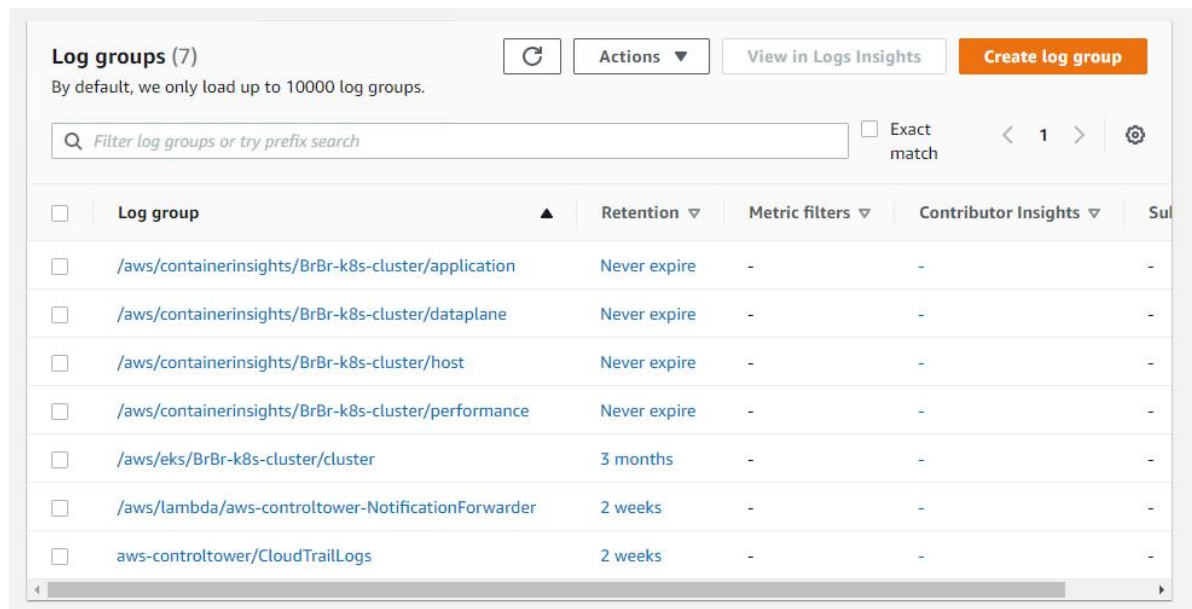 Log groups (7)
Actions
View in Logs Insights
Create log group
By default, we only load up to 10000 log groups.
Filter log groups or try prefix search
Exact
match
1
Log group
Retention
Metric filters
Contributor Insights
Sul
/aws/containerinsights/BrBr-k8s-cluster/application Never expire - - -
/aws/containerinsights/BrBr-k8s-cluster/dataplane Never expire - - -
/aws/containerinsights/BrBr-k8s-cluster/host Never expire - - -
/aws/containerinsights/BrBr-k8s-cluster/performance Never expire - - -
/aws/eks/BrBr-k8s-cluster/cluster 3 months - - -
/aws/lambda/aws-controltower-NotificationForwarder 2 weeks - - -
aws-controltower/CloudTrailLogs 2 weeks - - -